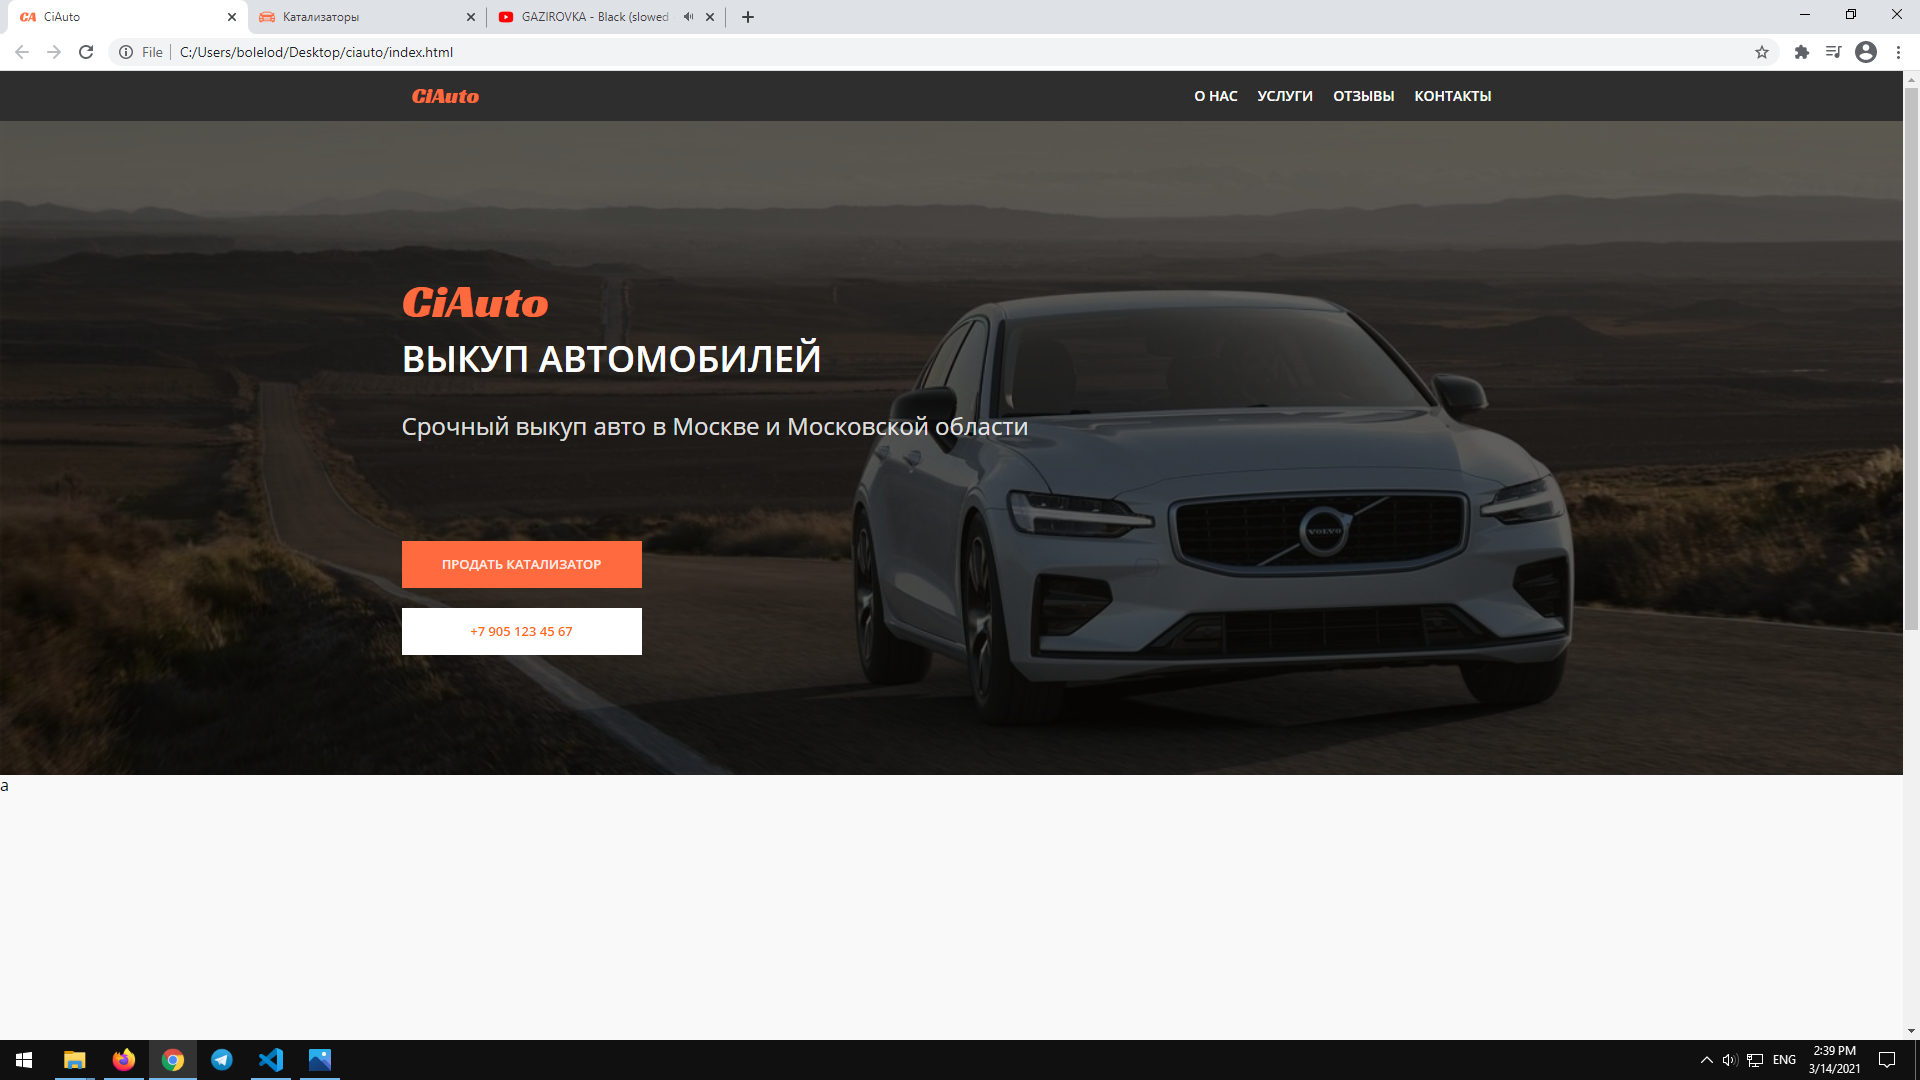 CA CiAuto
Катализаторы
GAZIROVKA - Black (slowed
File
C:/Users/bolelod/Desktop/ciauto/index.html
CiAuto
О НАС УСЛУГИ ОТЗЫВЫ КОНТАКТЫ
CiAuto
ВЫКУП АВТОМОБИЛЕЙ
Срочный выкуп авто в Москве и Московской области
VOLVO
ПРОДАТЬ КАТАЛИЗАТОР
+7 905 123 45 67
a
ENG
2:39 PM
3/14/2021